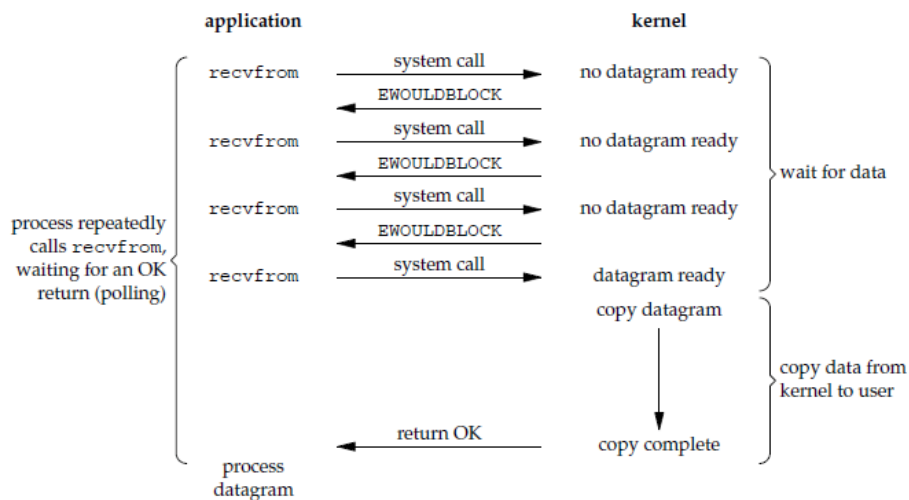 application
kernel
recvfrom
system call
no datagram ready
EWOULDBLOCK
recvfrom
system call
no datagram ready
EWOULDBLOCK
recvfrom
system call
no datagram ready
EWOULDBLOCK
recvfrom
system call
datagram ready
wait for data
process repeatedly
calls recvfrom,
waiting for an OK
return (polling)
copy datagram
copy data from
kernel to user
return OK
copy complete
process
datagram